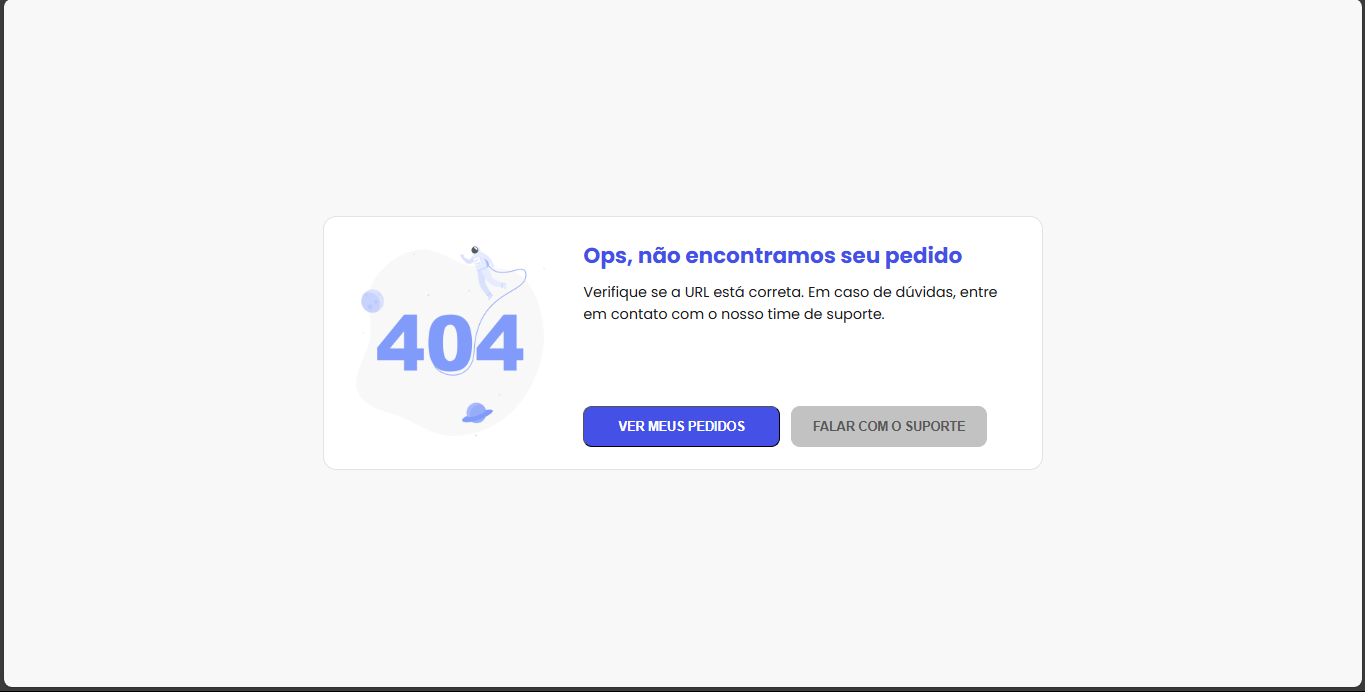 404
Ops, não encontramos seu pedido
Verifique se a URL está correta. Em caso de dúvidas, entre
em contato com o nosso time de suporte.
VER MEUS PEDIDOS
FALAR COM O SUPORTE